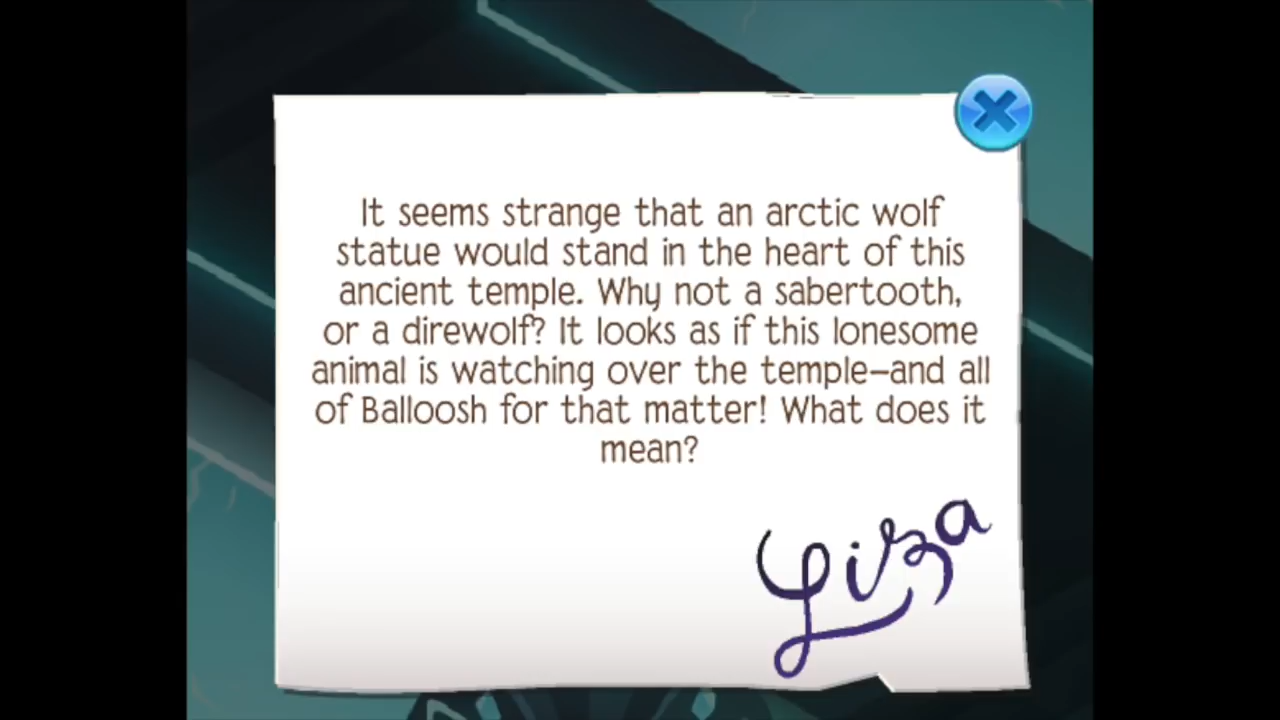 It seems strange that an arctic wolf
statue would stand in the heart of this
ancient temple. Why not a sabertooth,
or a direwolf? It looks as if this lonesome
animal is watching over the temple–and all
of Balloosh for that matter! What does it
mean?
Liza